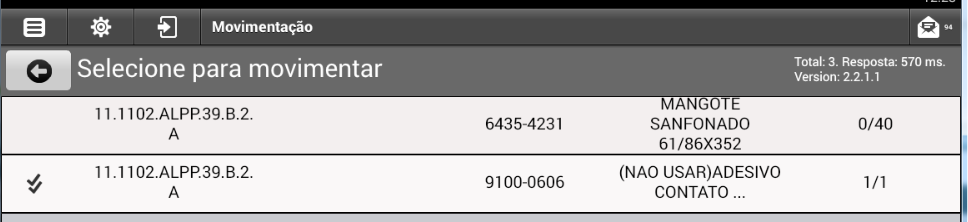 Movimentação
94
Selecione para movimentar
Total: 3. Resposta: 570 ms.
Version: 2.2.1.1
11.1102.ALPP.39.B.2.
A
6435-4231
MANGOTE
SANFONADO
61/86X352
0/40
11.1102.ALPP.39.B.2.
A
9100-0606
(NAO USAR)ADESIVO
CONTATO ...
1/1